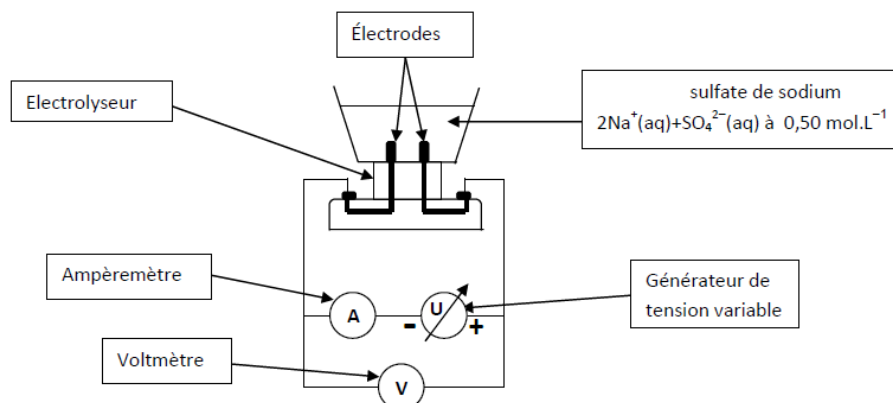 Électrodes
Electrolyseur
sulfate de sodium
2Na⁺(aq)+SO₄²⁻(aq) à 0,50 mol.L⁻¹
Ampèremètre
Générateur de
tension variable
A
-
U
+
Voltmètre
V